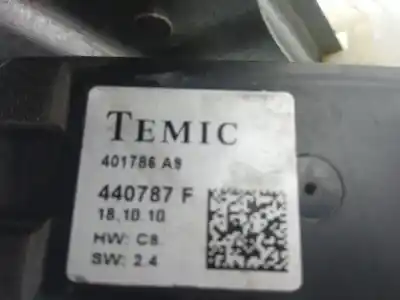 TEMIC
401786 A9
440787 F
18.10.10
HW: C8.
SW: 2.4